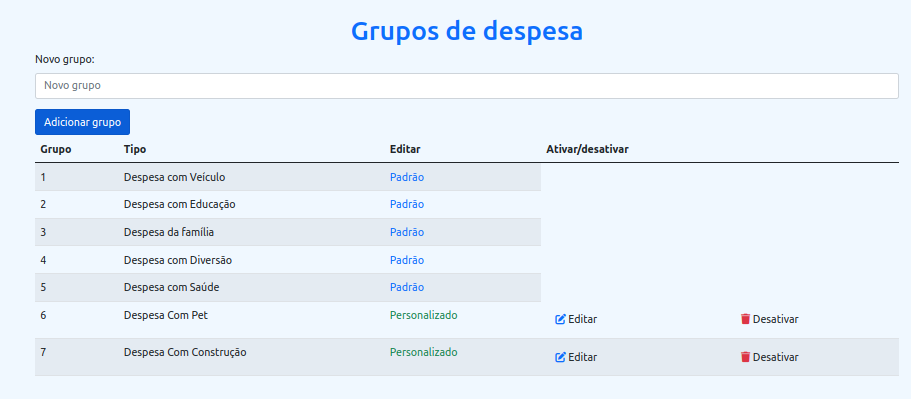 Grupos de despesa
Novo grupo:
Novo grupo
Adicionar grupo
Grupo Tipo Editar Ativar/desativar
1 Despesa com Veículo Padrão
2 Despesa com Educação Padrão
3 Despesa da família Padrão
4 Despesa com Diversão Padrão
5 Despesa com Saúde Padrão
6 Despesa Com Pet Personalizado Editar Desativar
7 Despesa Com Construção Personalizado Editar Desativar